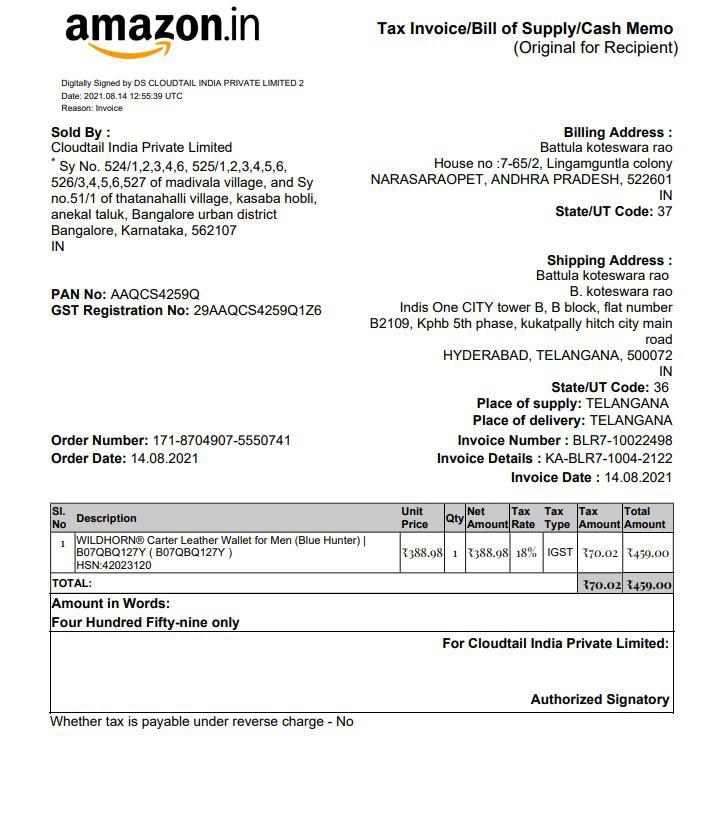 amazon.in
Tax Invoice/Bill of Supply/Cash Memo
(Original for Recipient)
Digitally Signed by DS CLOUDTAIL INDIA PRIVATE LIMITED 2
Date: 2021.08.14 12:55:39 UTC
Reason: Invoice
Sold By :
Cloudtail India Private Limited
* Sy No. 524/1,2,3,4,6, 525/1,2,3,4,5,6,
526/3,4,5,6,527 of madivala village, and Sy
no.51/1 of thatanahalli village, kasaba hobli,
anekal taluk, Bangalore urban district
Bangalore, Karnataka, 562107
IN
Billing Address :
Battula koteswara rao
House no :7-65/2, Lingamguntla colony
NARASARAOPET, ANDHRA PRADESH, 522601
IN
State/UT Code: 37
PAN No: AAQCS4259Q
GST Registration No: 29AAQCS4259Q1Z6
Shipping Address :
Battula koteswara rao
B. koteswara rao
Indis One CITY tower B, B block, flat number
B2109, Kphb 5th phase, kukatpally hitch city main
road
HYDERABAD, TELANGANA, 500072
IN
State/UT Code: 36
Place of supply: TELANGANA
Place of delivery: TELANGANA
Order Number: 171-8704907-5550741
Order Date: 14.08.2021
Invoice Number : BLR7-10022498
Invoice Details : KA-BLR7-1004-2122
Invoice Date : 14.08.2021
Sl. No Description Unit Price Qty Net Amount Tax Rate Tax Type Tax Amount Total Amount
1 WILDHORN® Carter Leather Wallet for Men (Blue Hunter) |
B07QBQ127Y ( B07QBQ127Y )
HSN:42023120
₹388.98 1 ₹388.98 18% IGST ₹70.02 ₹459.00
TOTAL: ₹70.02 ₹459.00
Amount in Words:
Four Hundred Fifty-nine only
For Cloudtail India Private Limited:
Authorized Signatory
Whether tax is payable under reverse charge - No